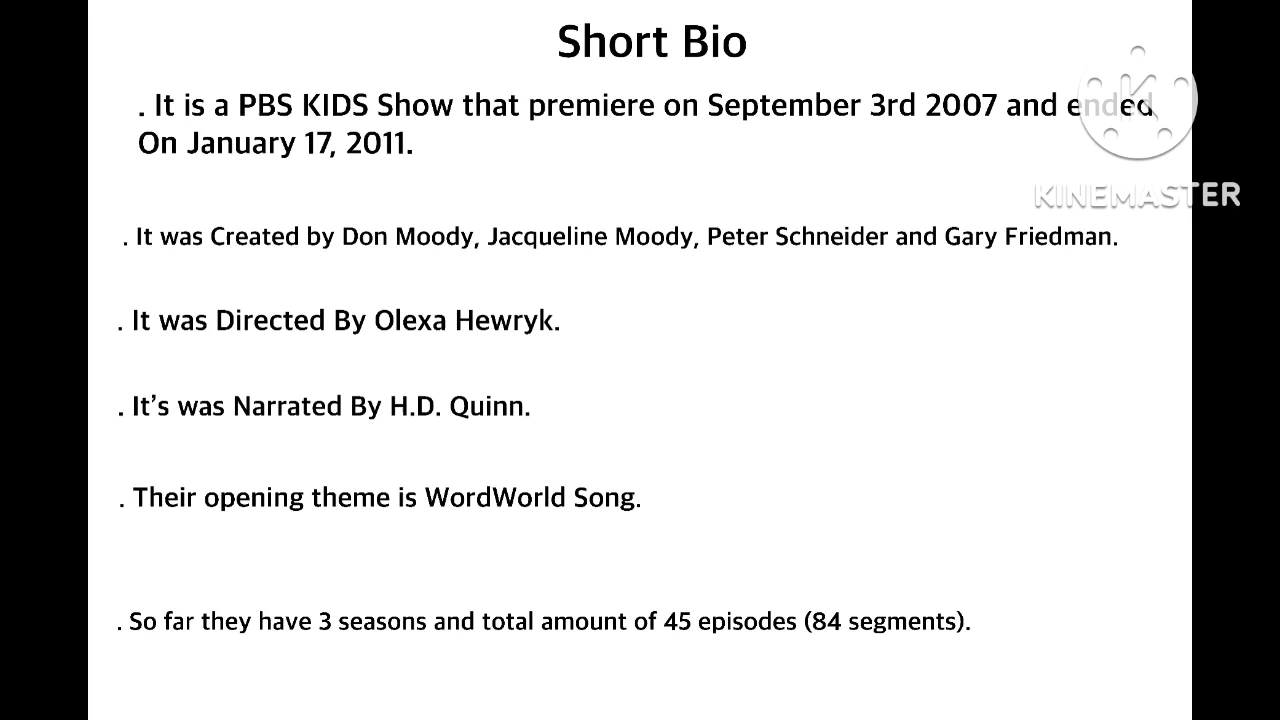 Short Bio
. It is a PBS KIDS Show that premiere on September 3rd 2007 and ended
On January 17, 2011.
KINEMASTER
. It was Created by Don Moody, Jacqueline Moody, Peter Schneider and Gary Friedman.
. It was Directed By Olexa Hewryk.
. It’s was Narrated By H.D. Quinn.
. Their opening theme is WordWorld Song.
. So far they have 3 seasons and total amount of 45 episodes (84 segments).